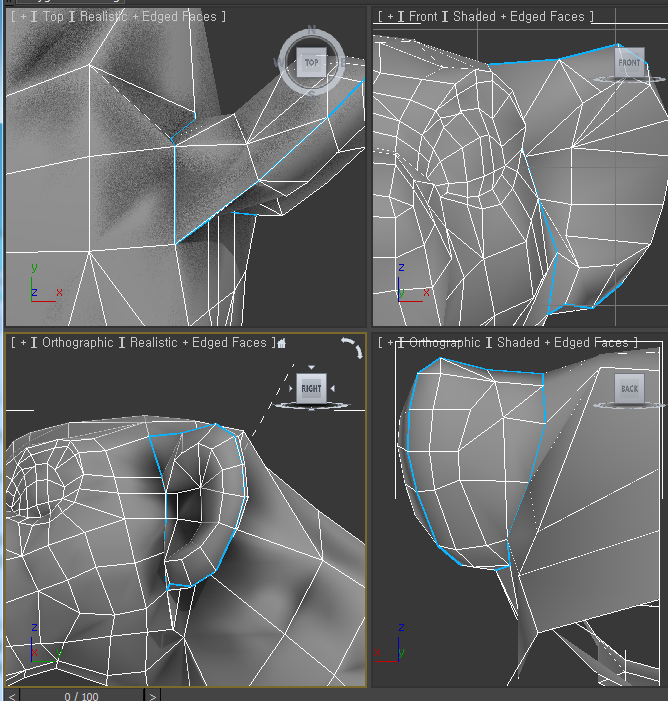 [ + ] Top ] Realistic + Edged Faces ]
N
TOP
[ + ] Front ] Shaded + Edged Faces ]
FRONT
y
z x
z
x
[ + ] Orthographic ] Realistic + Edged Faces ]
RIGHT
[ + ] Orthographic ] Shaded + Edged Faces ]
BACK
z
x
z
y
< 0 / 100 >